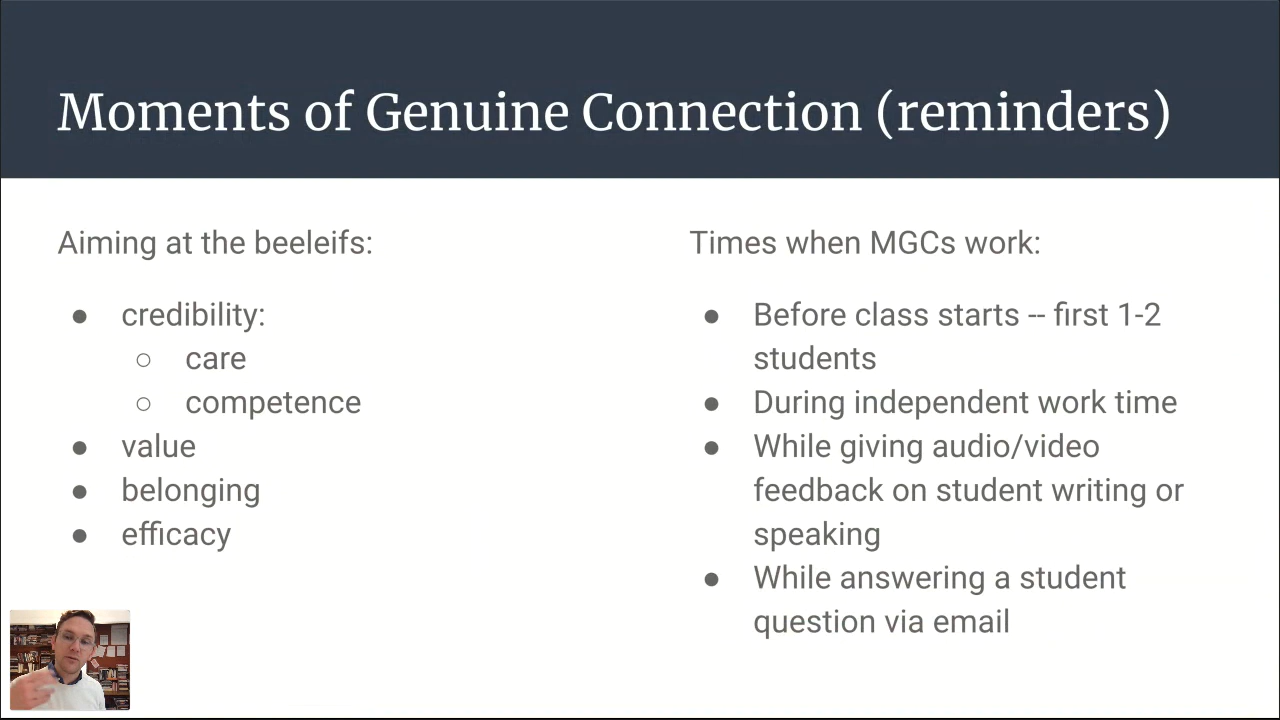 Moments of Genuine Connection (reminders)
Aiming at the beeleifs:
● credibility:
○ care
○ competence
● value
● belonging
● efficacy
Times when MGCs work:
● Before class starts -- first 1-2
students
● During independent work time
● While giving audio/video
feedback on student writing or
speaking
● While answering a student
question via email